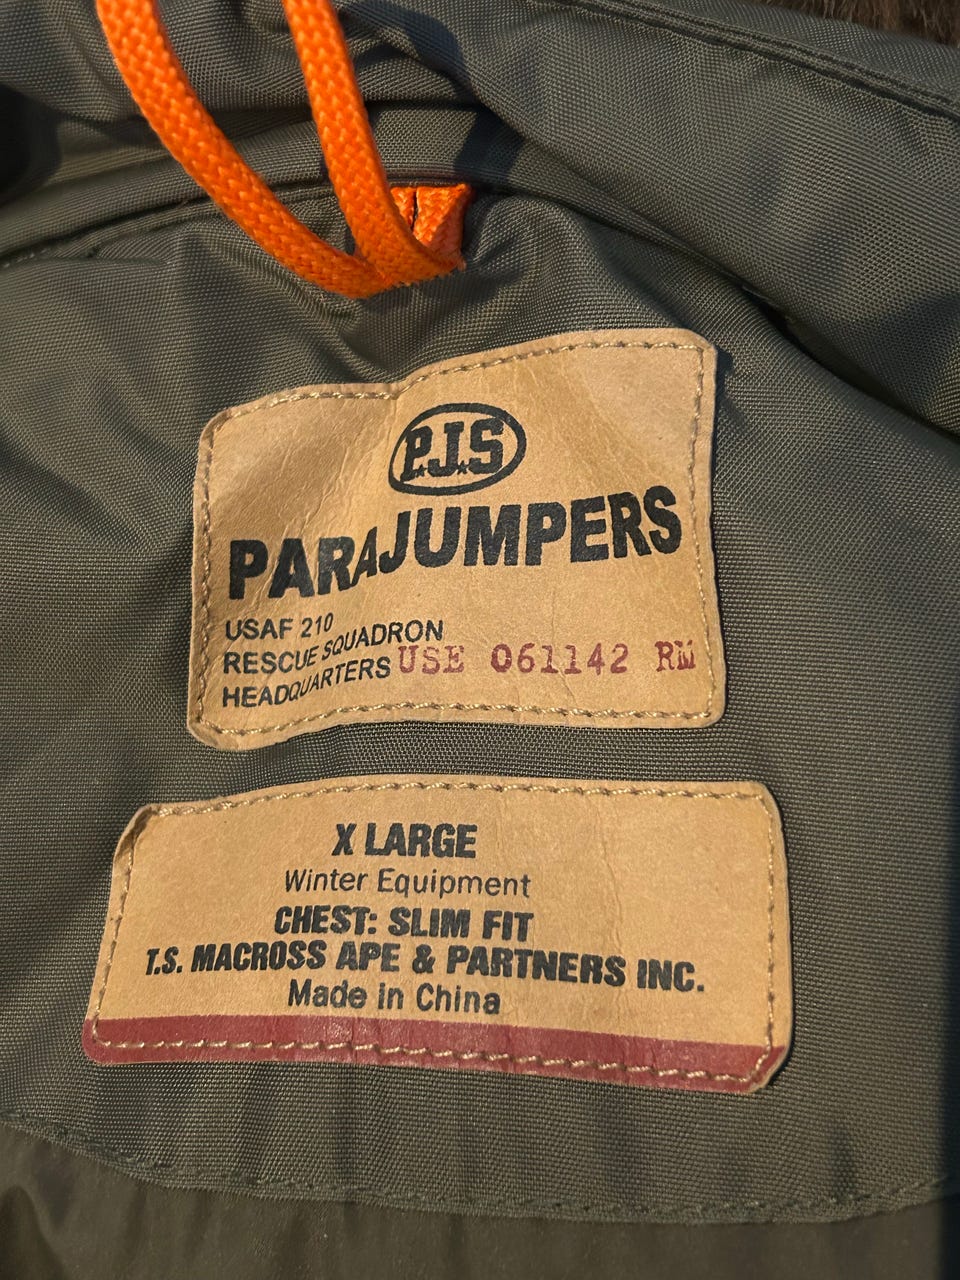 P.J.S
PARAJUMPERS
USAF 210
RESCUE SQUADRON
HEADQUARTERS USE 061142 RM
X LARGE
Winter Equipment
CHEST: SLIM FIT
T.S. MACROSS APE & PARTNERS INC.
Made in China